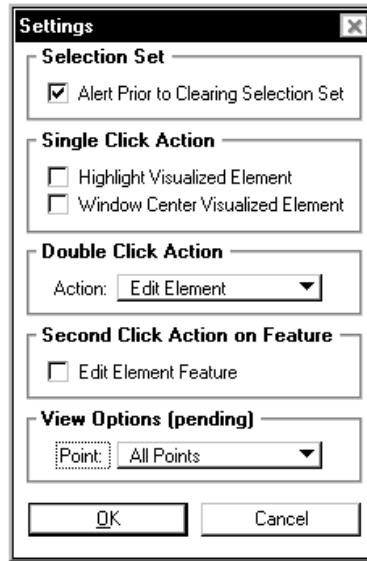 Settings
Selection Set
Alert Prior to Clearing Selection Set
Single Click Action
Highlight Visualized Element
Window Center Visualized Element
Double Click Action
Action: Edit Element
Second Click Action on Feature
Edit Element Feature
View Options (pending)
Point: All Points
OK Cancel